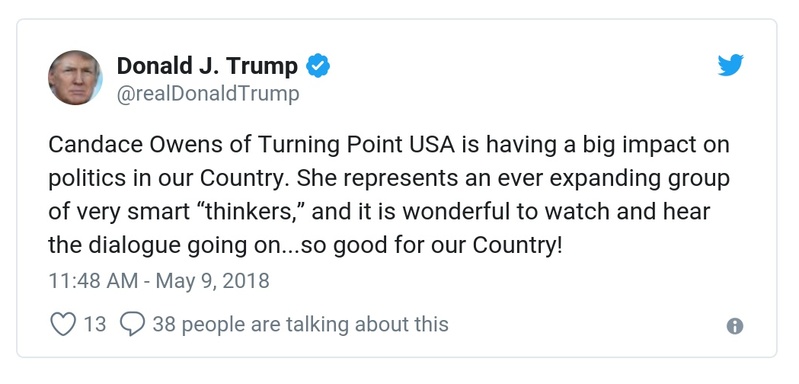 Donald J. Trump
@realDonaldTrump
Candace Owens of Turning Point USA is having a big impact on
politics in our Country. She represents an ever expanding group
of very smart “thinkers,” and it is wonderful to watch and hear
the dialogue going on...so good for our Country!
11:48 AM - May 9, 2018
13 38 people are talking about this